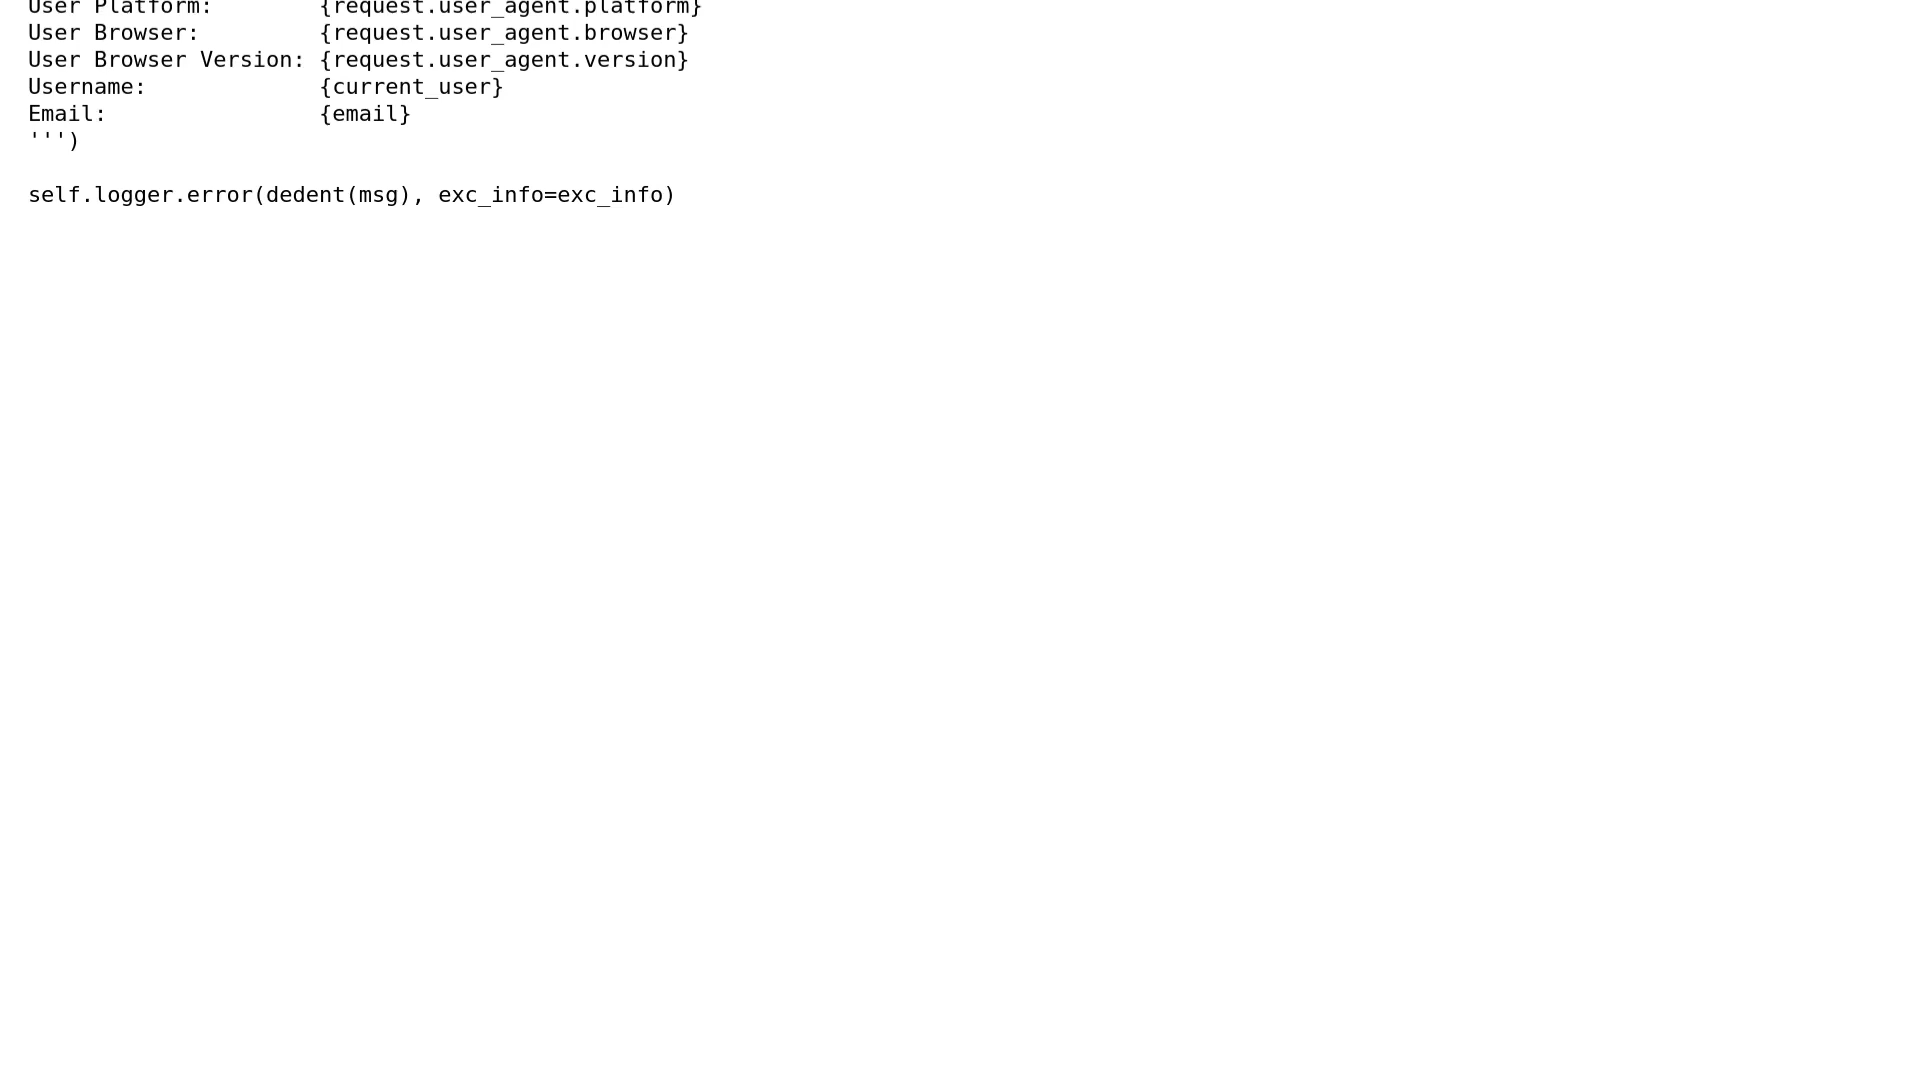 User Platform:        {request.user_agent.platform}
User Browser:         {request.user_agent.browser}
User Browser Version: {request.user_agent.version}
Username:             {current_user}
Email:                {email}
''')

self.logger.error(dedent(msg), exc_info=exc_info)